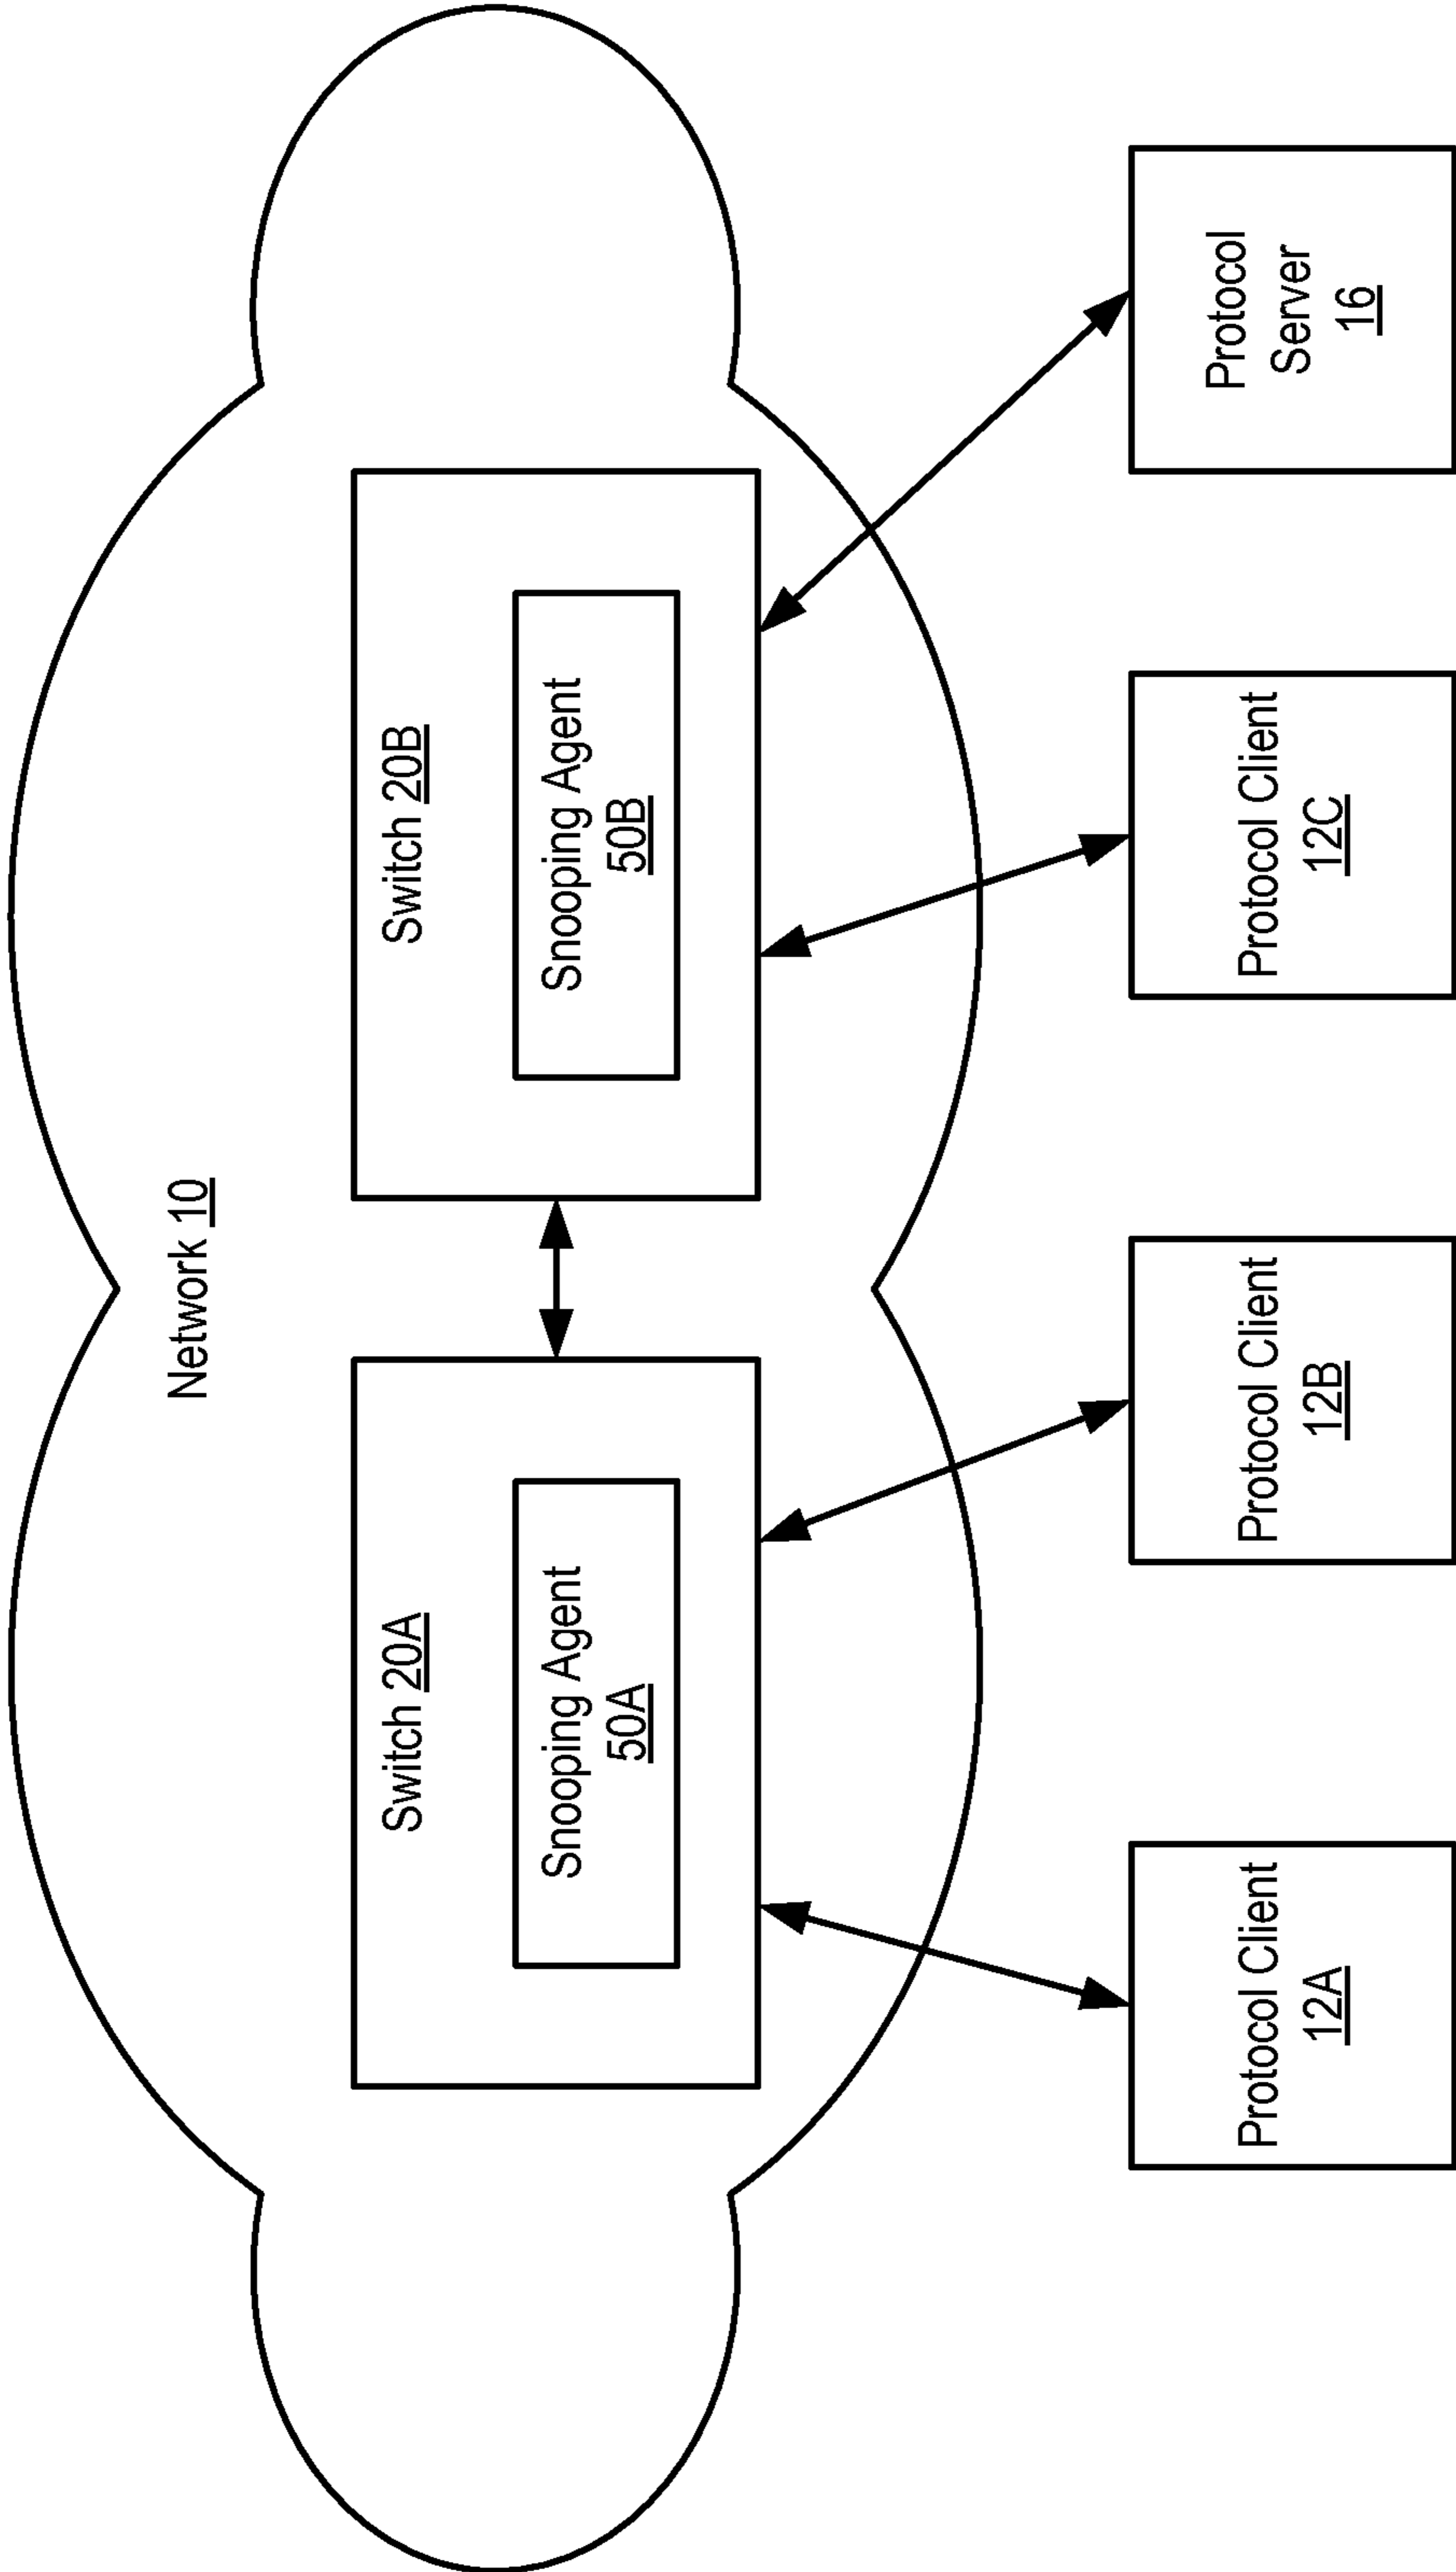 Network 10
Switch 20A
Snooping Agent
50A
Switch 20B
Snooping Agent
50B
Protocol Client
12A
Protocol Client
12B
Protocol Client
12C
Protocol
Server
16